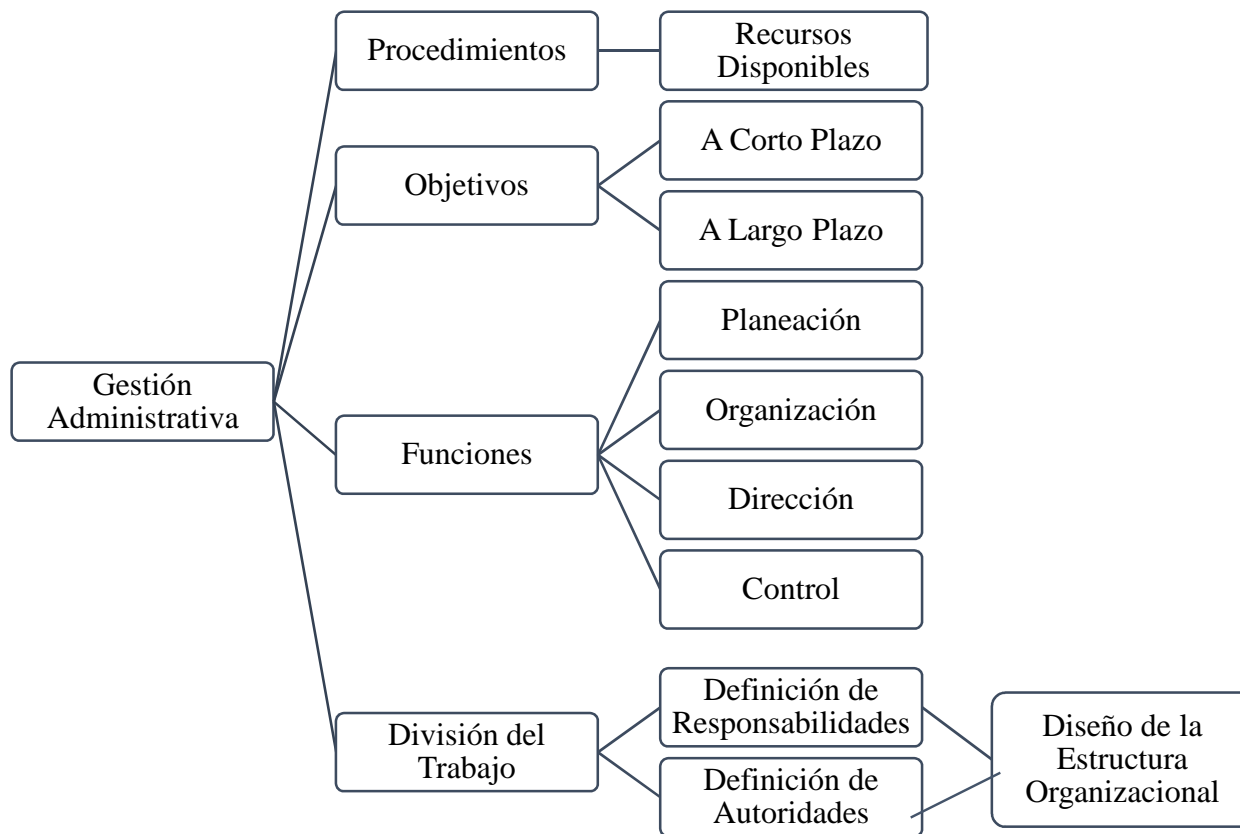 Procedimientos
Recursos
Disponibles
A Corto Plazo
Objetivos
A Largo Plazo
Planeación
Gestión
Administrativa
Organización
Funciones
Dirección
Control
Definición de
Responsabilidades
División del
Trabajo
Definición de
Autoridades
Diseño de la
Estructura
Organizacional